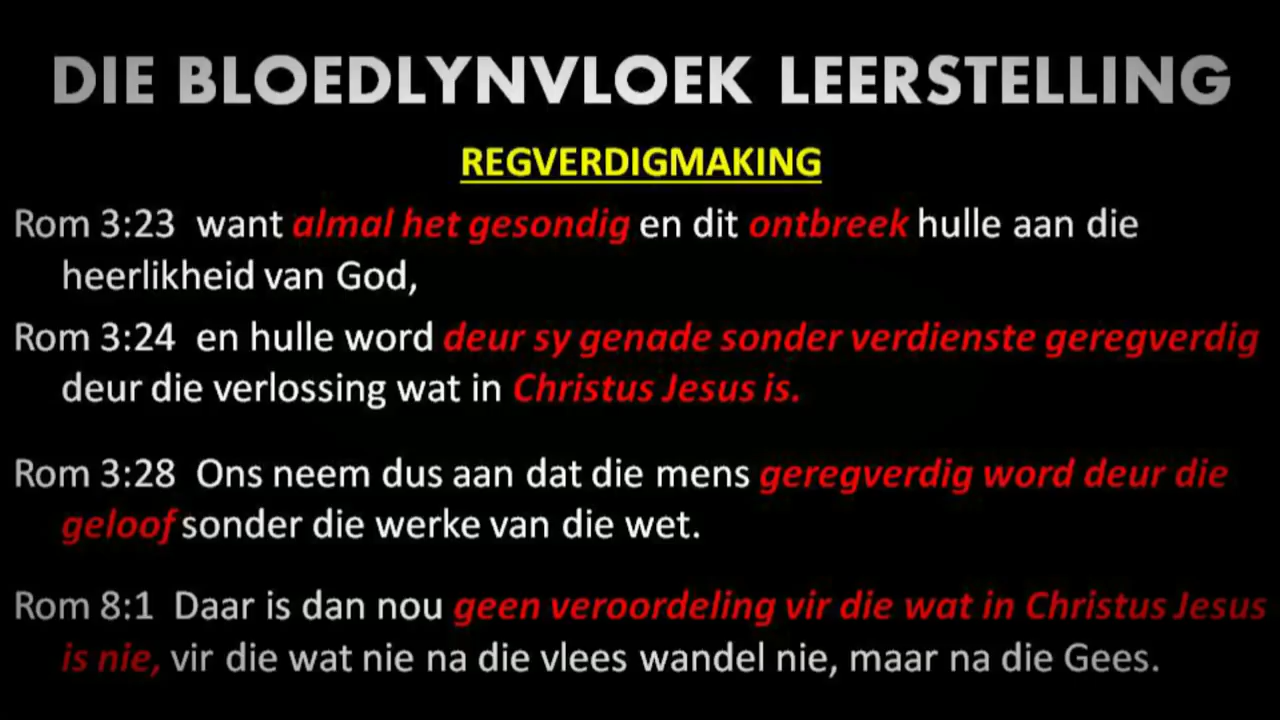 DIE BLOEDLYNVLOEK LEERSTELLING
REGVERDIGMAKING
Rom 3:23 want almal het gesondig en dit ontbreek hulle aan die
heerlikheid van God,
Rom 3:24 en hulle word deur sy genade sonder verdienste geregverdig
deur die verlossing wat in Christus Jesus is.
Rom 3:28 Ons neem dus aan dat die mens geregverdig word deur die
geloof sonder die werke van die wet.
Rom 8:1 Daar is dan nou geen veroordeling vir die wat in Christus Jesus
is nie, vir die wat nie na die vlees wandel nie, maar na die Gees.